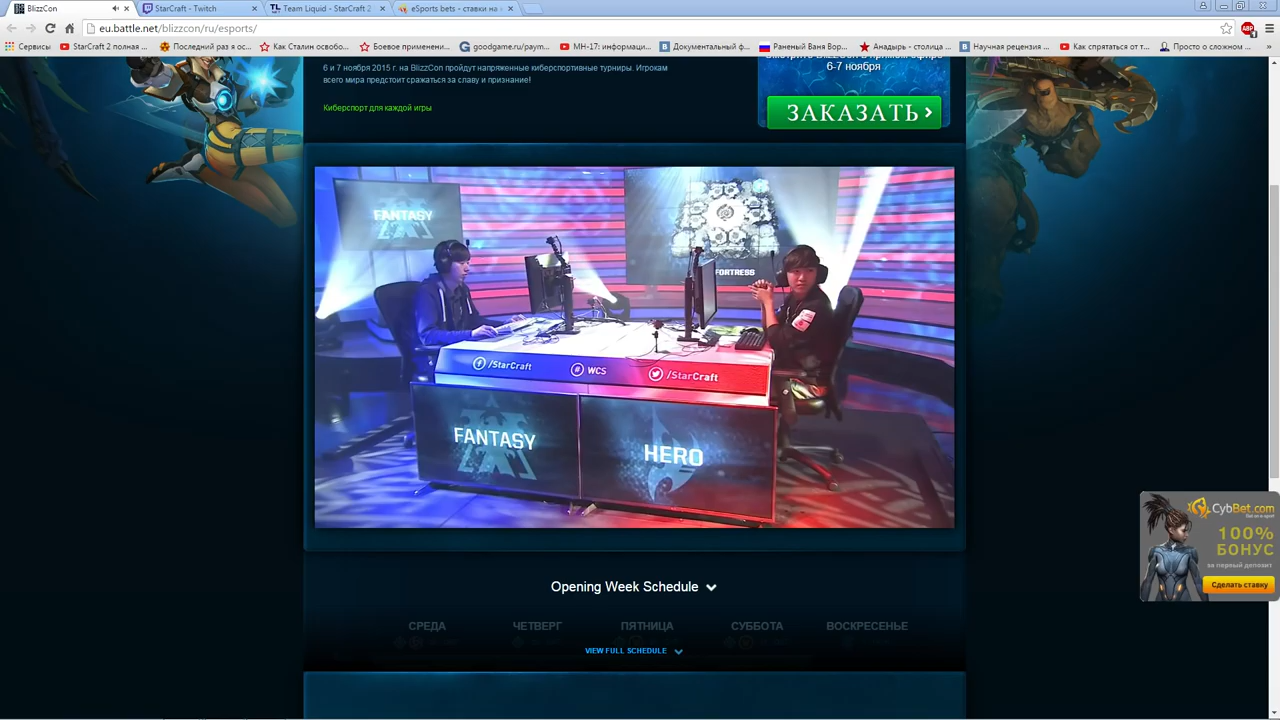 BlizzCon
StarCraft - Twitch
Team Liquid - StarCraft 2
eSports bets - ставки на
eu.battle.net/blizzcon/ru/esports/
ABP
Сервисы
StarCraft 2 полная ...
Последний раз я ос...
Как Сталин освобо...
Боевое применени...
goodgame.ru/paym...
МН-17: информаци...
Документальный ф...
Раненый Ваня Вор...
Анадырь - столица ...
Научная рецензия ...
Как спрятаться от т...
Просто о сложном ...
6 и 7 ноября 2015 г. на BlizzCon пройдут напряженные киберспортивные турниры. Игрокам
всего мира предстоит сражаться за славу и признание!
Киберспорт для каждой игры
6-7 ноября
ЗАКАЗАТЬ
FANTASY
FORTRESS
/StarCraft
WCS
/StarCraft
FANTASY
HERO
CybBet.com
100%
БОНУС
за первый депозит
Сделать ставку
Opening Week Schedule
СРЕДА
ЧЕТВЕРГ
ПЯТНИЦА
СУББОТА
ВОСКРЕСЕНЬЕ
VIEW FULL SCHEDULE